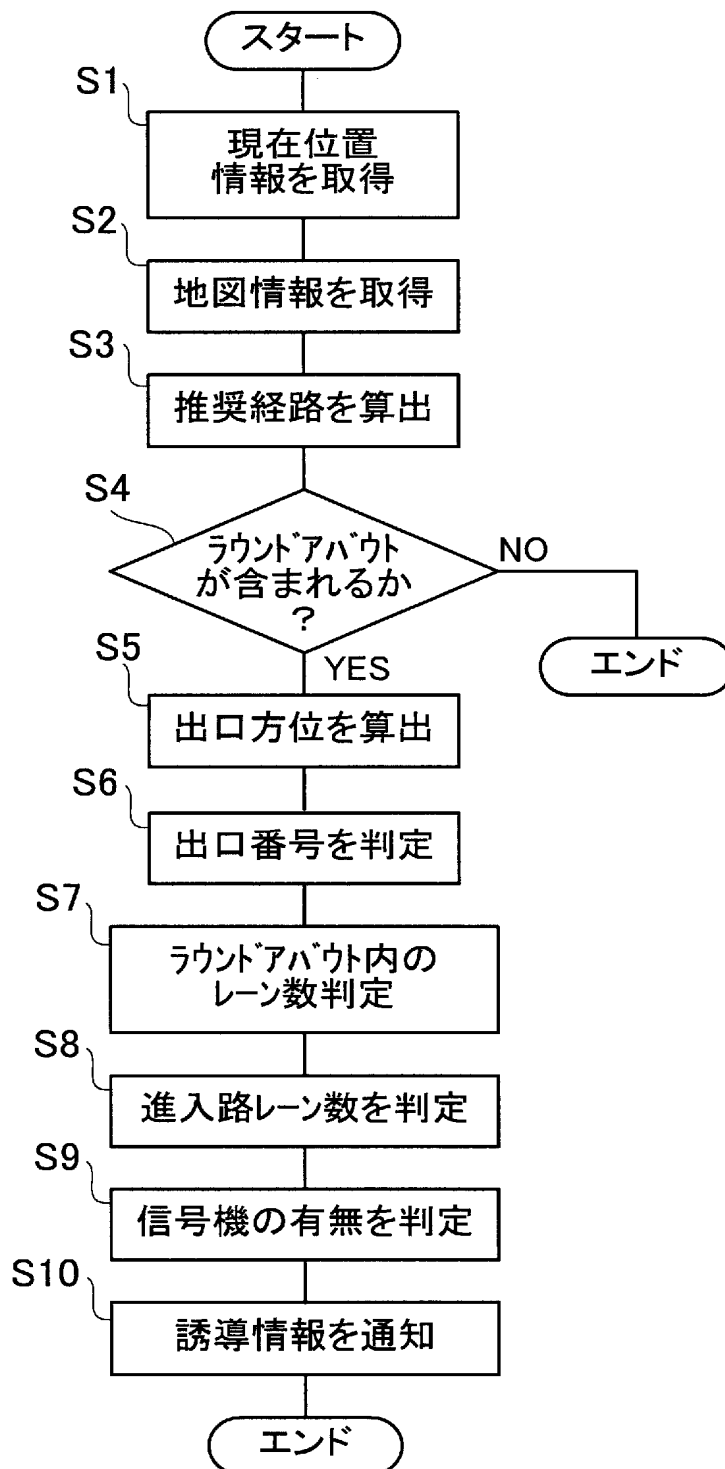 スタート
S1
現在位置
情報を取得
S2
地図情報を取得
S3
推奨経路を算出
S4
ﾗｳﾝﾄﾞｱﾊﾞｳﾄ
が含まれるか
?
NO
エンド
YES
S5
出口方位を算出
S6
出口番号を判定
S7
ﾗｳﾝﾄﾞｱﾊﾞｳﾄ内の
ﾚｰﾝ数判定
S8
進入路ﾚｰﾝ数を判定
S9
信号機の有無を判定
S10
誘導情報を通知
エンド